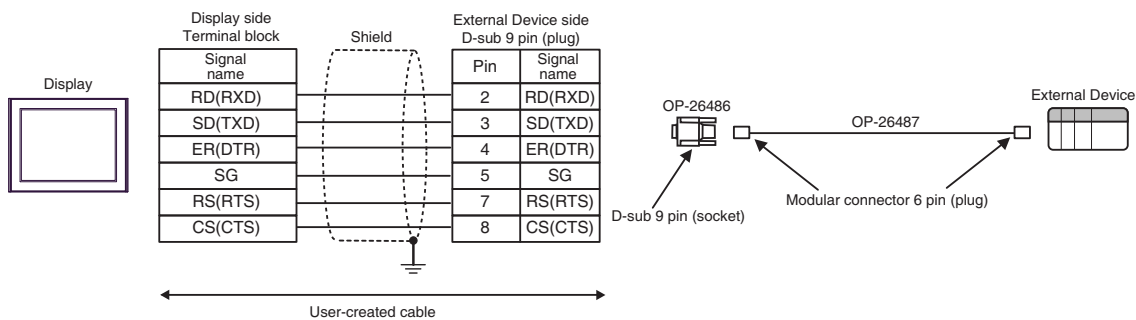 Display
Display side
Terminal block
Shield
External Device side
D-sub 9 pin (plug)
Signal name
Pin
Signal name
RD(RXD) 2 RD(RXD)
SD(TXD) 3 SD(TXD)
ER(DTR) 4 ER(DTR)
SG 5 SG
RS(RTS) 7 RS(RTS)
CS(CTS) 8 CS(CTS)
User-created cable
OP-26486
D-sub 9 pin (socket)
OP-26487
Modular connector 6 pin (plug)
External Device